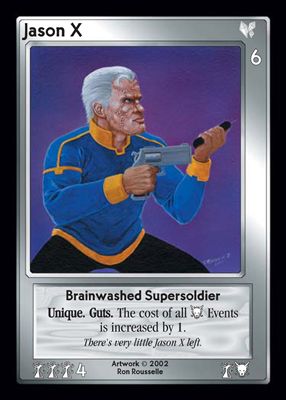 Jason X
6
Brainwashed Supersoldier
Unique. Guts. The cost of all Events
is increased by 1.
There's very little Jason X left.
4
Artwork © 2002
Ron Rousselle
1